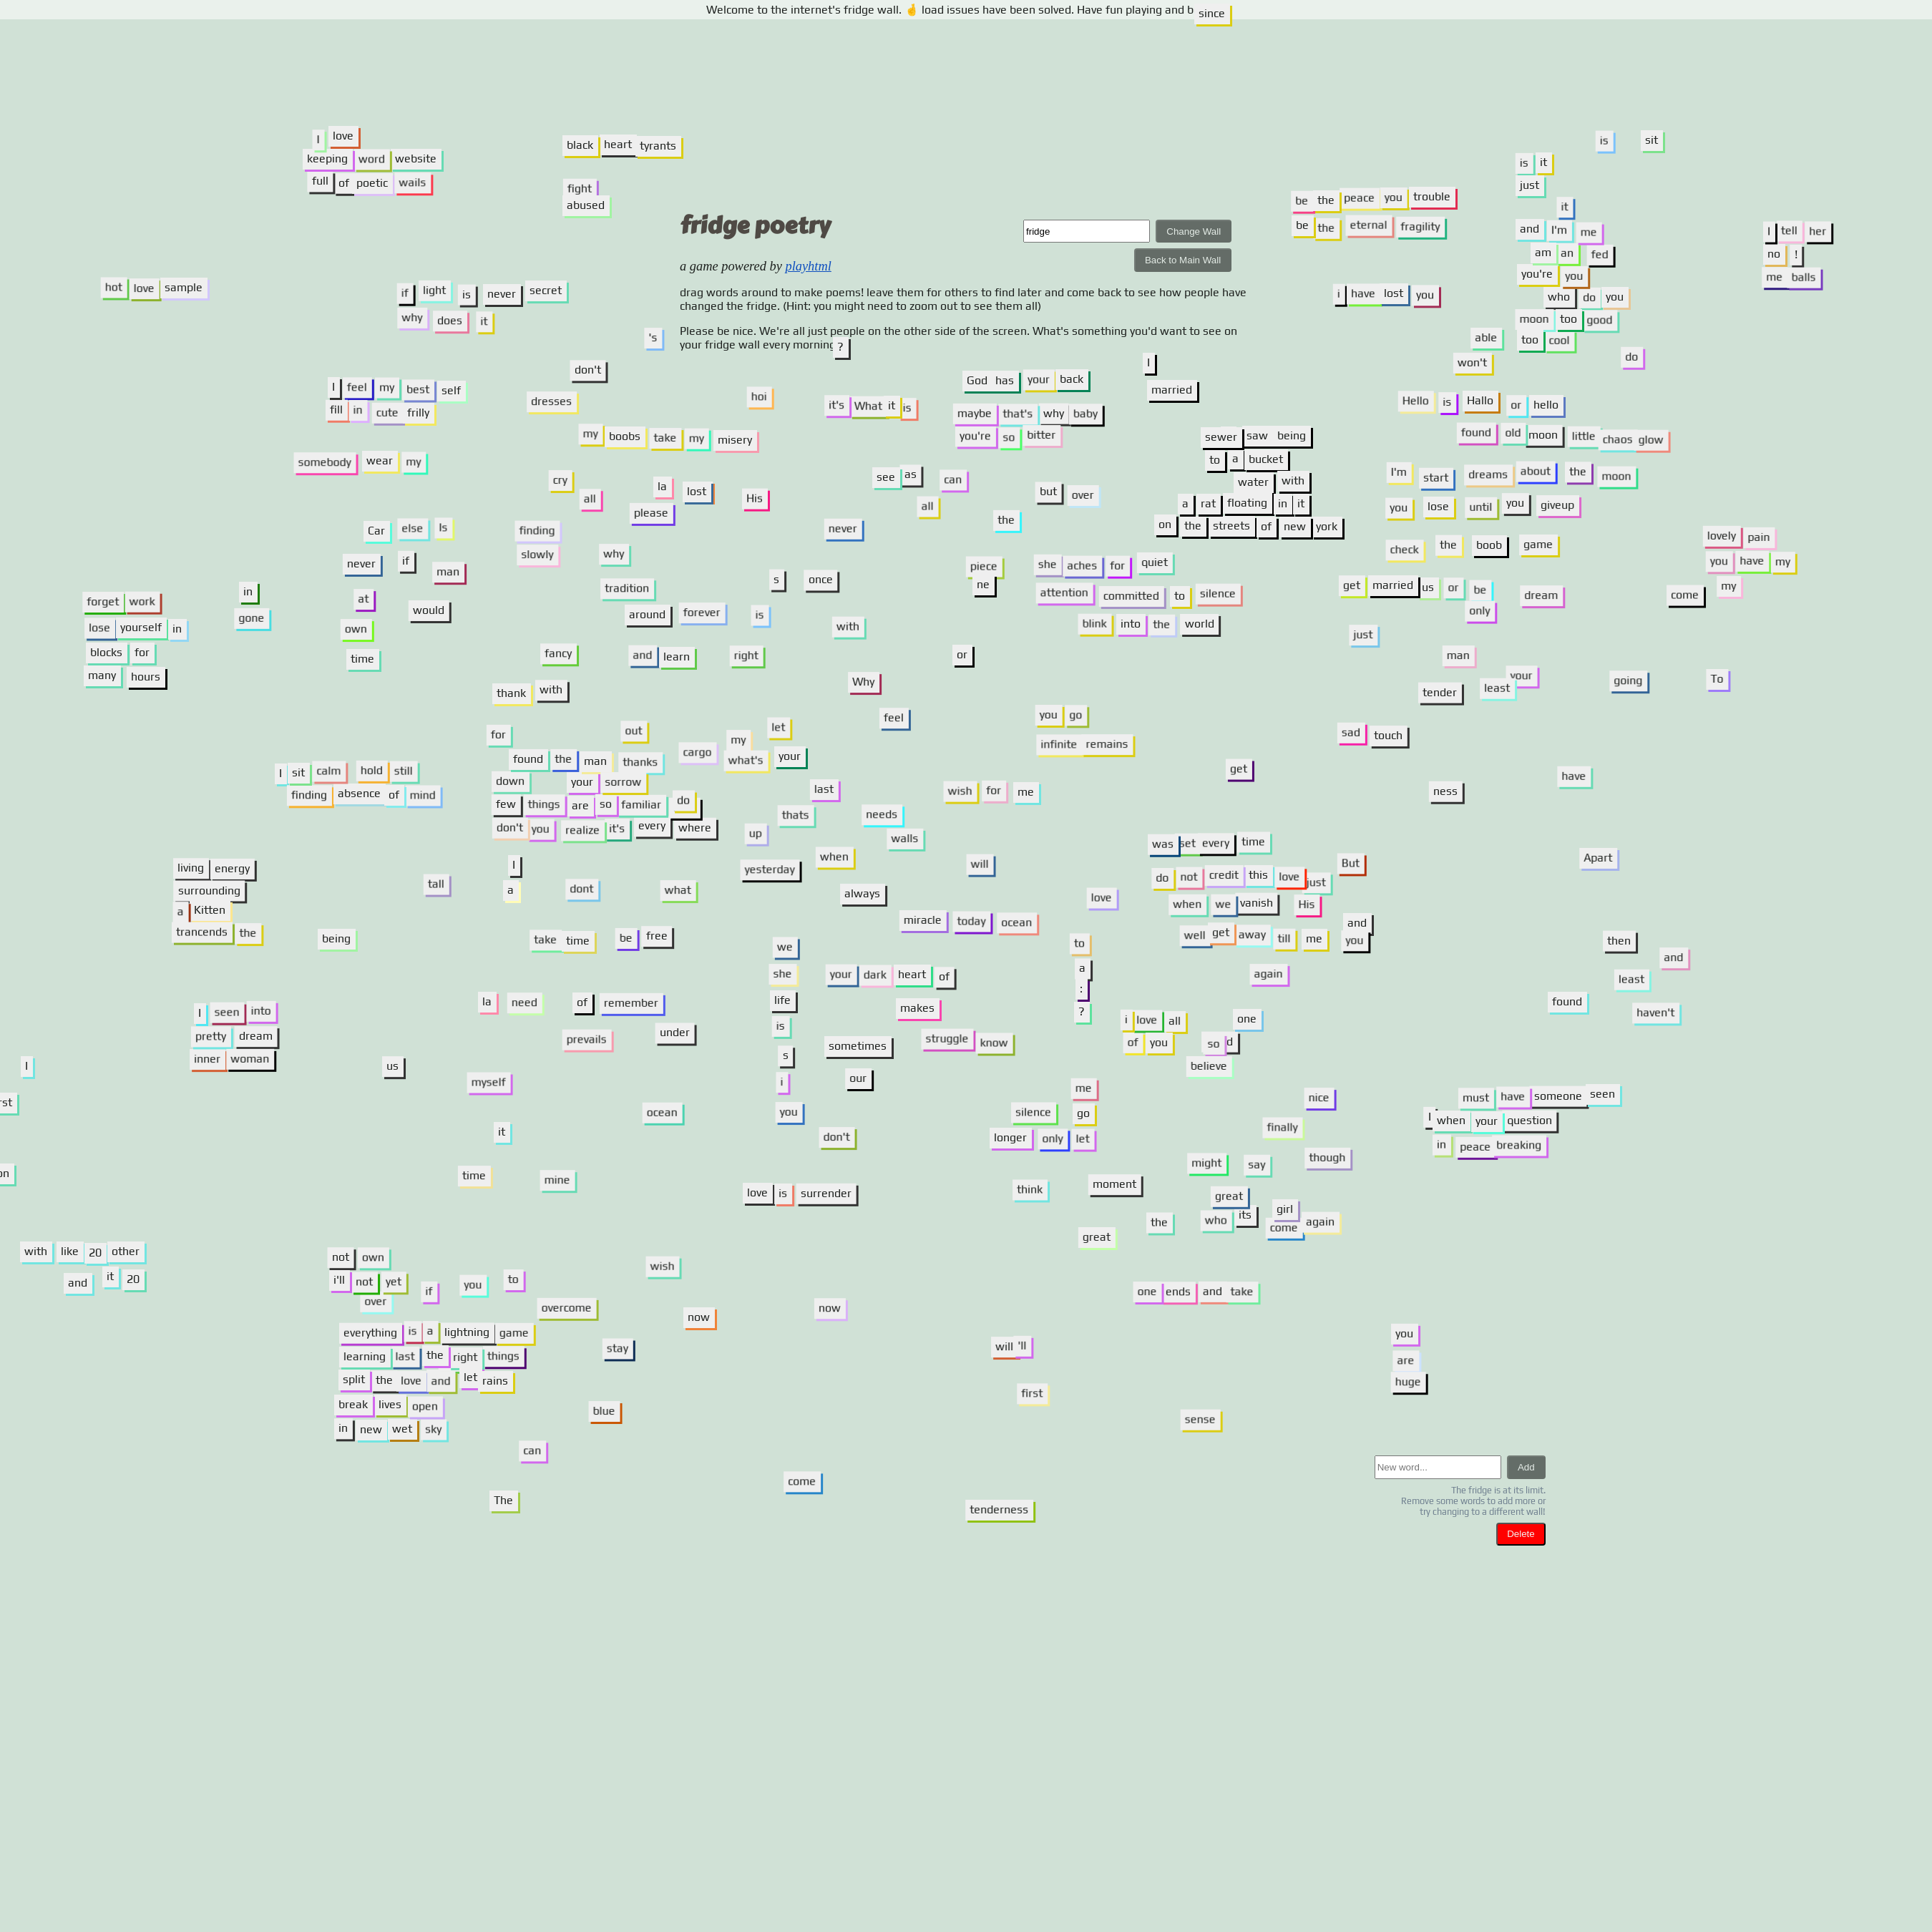 Welcome to the internet's fridge wall. 🤞 load issues have been solved. Have fun playing and b
since
I love
keeping word website
full of poetic wails
black heart tyrants
fight
abused
fridge poetry
fridge
Change Wall
Back to Main Wall
a game powered by playhtml
drag words around to make poems! leave them for others to find later and come back to see how people have
changed the fridge. (Hint: you might need to zoom out to see them all)
Please be nice. We're all just people on the other side of the screen. What's something you'd want to see on
your fridge wall every morning
?
be the peace you trouble
be the eternal fragility
is
sit
is it
just
it
and I'm me
am an fed
you're you
who do you
moon too good
too cool
I tell her
no !
me balls
hot love sample
if light is never secret
why does it
's
i have lost you
able
won't
do
don't
I feel my best self
fill in cute frilly
dresses
hoi
it's What it is
God has your back
maybe that's why baby
you're so bitter
I
married
Hello is Hallo or hello
found old moon little chaos glow
my boobs take my misery
somebody wear my
sewer saw being
to a bucket
water with
a rat floating in it
on the streets of new york
I'm start dreams about the moon
you lose until you giveup
check the boob game
cry
all
la
lost
please
His
see as
can
all
never
the
but over
Car else Is
finding
slowly
why
never if man
lovely pain
you have my
my
come
piece
ne
she aches for quiet
attention committed to silence
blink into the world
get married us or be
only
dream
just
forget work
lose yourself in
blocks for
many hours
in
gone
at
would
own
time
tradition
s
once
around forever
is
with
fancy
and learn
right
or
Why
man
your
least
tender
going
To
thank with
feel
you go
infinite remains
sad touch
for
out
let
my
cargo
what's your
found the man thanks
down your sorrow
few things are so familiar do
don't you realize it's every where
I sit calm hold still
finding absence of mind
last
thats
up
needs
walls
wish for me
get
ness
have
yesterday
when
will
always
was set every time
do not credit this love just
when we vanish His
well get away till me
But
and
you
Apart
living energy
surrounding
a Kitten
trancends the
tall
I
a
dont
what
love
being
take time
be free
miracle today ocean
we
she
life
is
s
i
you
your dark heart of
makes
to
a
:
?
again
then
and
least
found
haven't
I seen into
pretty dream
inner woman
la need
of remember
prevails
under
sometimes
struggle know
our
i love all
of you
one
so d
believe
I
rst
us
myself
ocean
it
don't
me
silence go
longer only let
nice
finally
though
might say
must have someone seen
when your question
in peace breaking
on
time
mine
love is surrender
think
moment
great
the
who its
girl
come again
great
with like 20 other
and it 20
not own
i'll not yet
over
if
you
to
wish
overcome
now
now
one ends and take
everything is a lightning game
learning last the right things
split the love and let rains
break lives open
in new wet sky
stay
will 'll
you
are
huge
blue
first
sense
can
come
The
tenderness
New word...
Add
The fridge is at its limit.
Remove some words to add more or
try changing to a different wall!
Delete